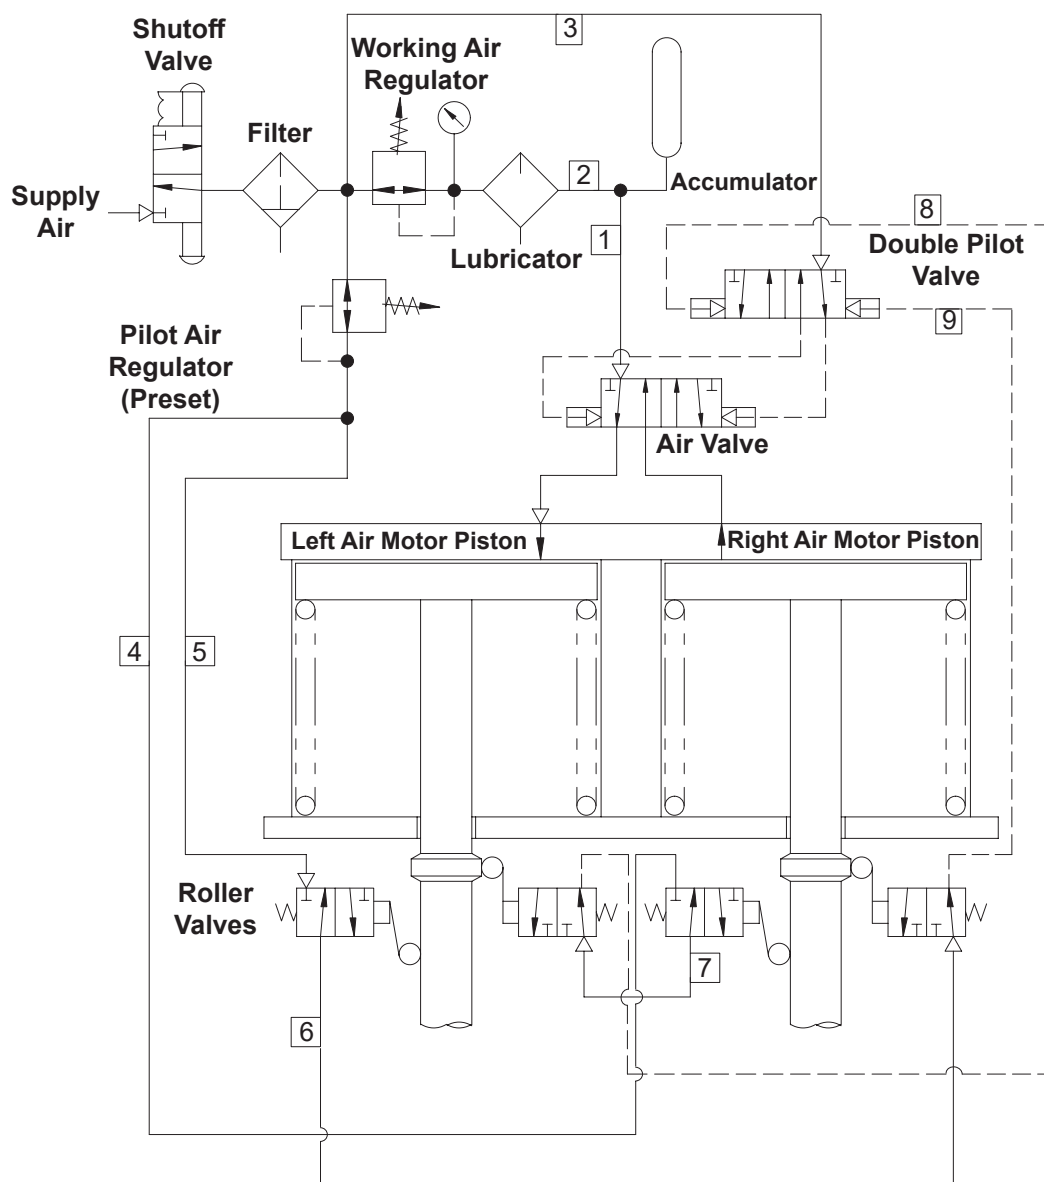 3
Shutoff
Valve
Working Air
Regulator
Filter
2
Accumulator
Supply
Air
1
8
Lubricator
Double Pilot
Valve
9
Pilot Air
Regulator
(Preset)
Air Valve
Left Air Motor Piston
Right Air Motor Piston
4
5
Roller
Valves
7
6